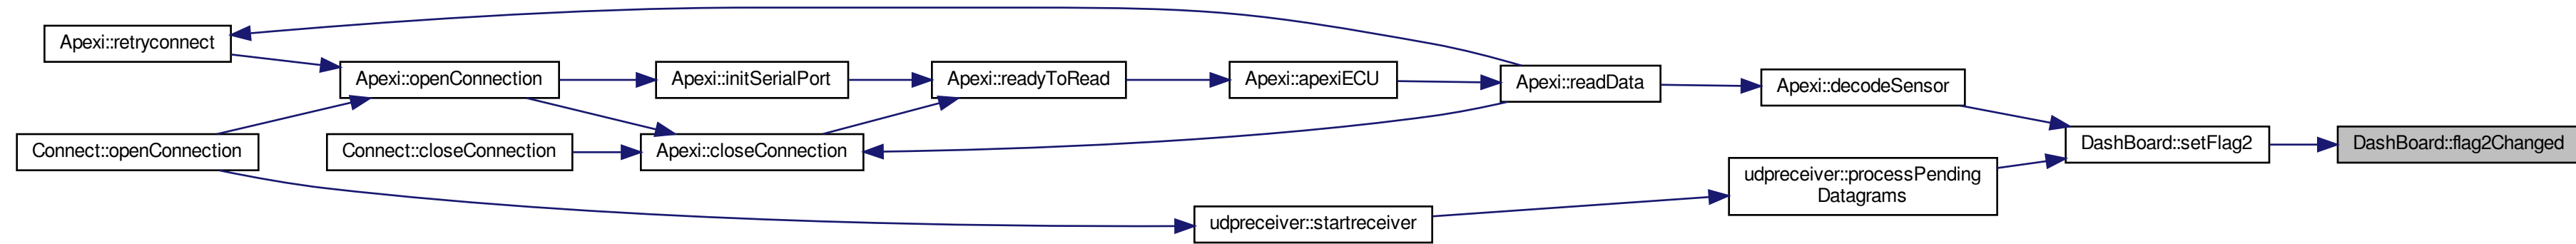 Apexi::retryconnect
Apexi::openConnection
Apexi::initSerialPort
Apexi::readyToRead
Apexi::apexiECU
Apexi::readData
Apexi::decodeSensor
Connect::openConnection
Connect::closeConnection
Apexi::closeConnection
DashBoard::setFlag2
DashBoard::flag2Changed
udpreceiver::processPending
Datagrams
udpreceiver::startreceiver